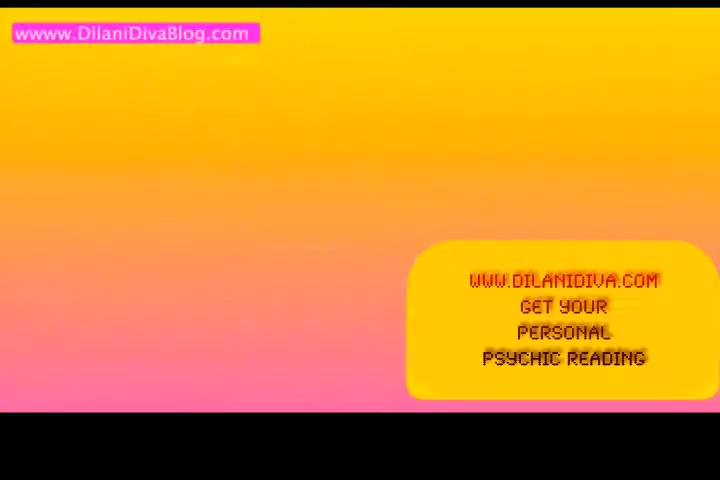 wwww.DilaniDivaBlog.com
WWW.DILANIDIVA.COM
GET YOUR
PERSONAL
PSYCHIC READING